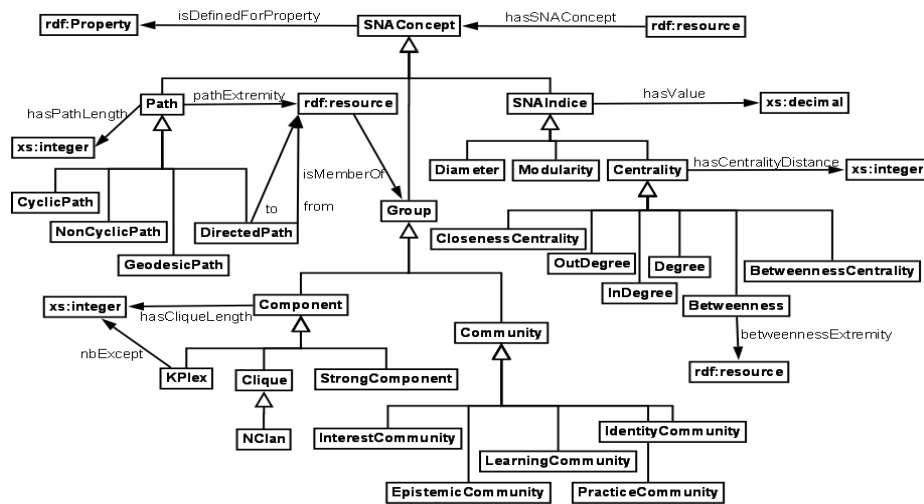 isDefinedForProperty
hasSNAConcept
rdf:Property
SNAConcept
rdf:resource
hasPathLength
Path
pathExtremity
rdf:resource
SNAIndice
hasValue
xs:decimal
xs:integer
isMemberOf
Diameter
Modularity
Centrality
hasCentralityDistance
xs:integer
CyclicPath
NonCyclicPath
to
from
DirectedPath
Group
GeodesicPath
ClosenessCentrality
OutDegree
Degree
BetweennessCentrality
InDegree
Betweenness
xs:integer
hasCliqueLength
Component
Community
betweennessExtremity
nbExcept
KPlex
Clique
StrongComponent
rdf:resource
NClan
InterestCommunity
IdentityCommunity
LearningCommunity
EpistemicCommunity
PracticeCommunity